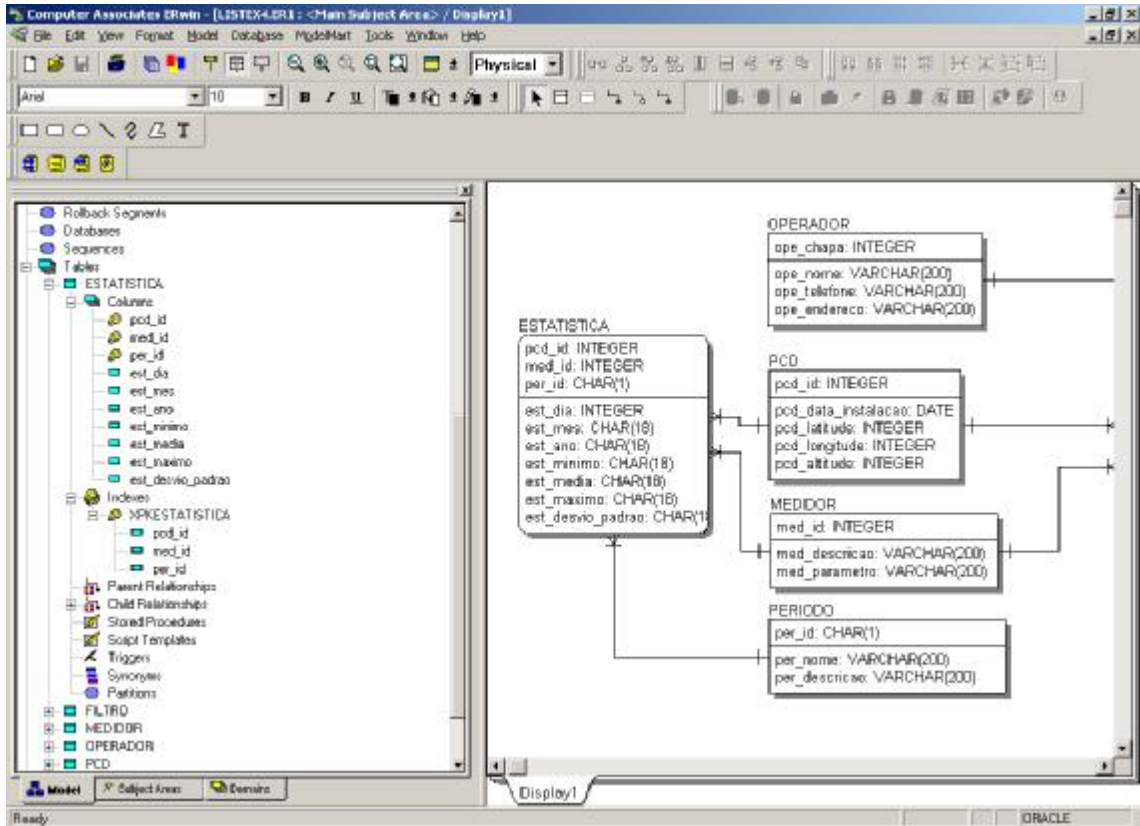 Computer Associates ERwin - [LISTEX4.ER1 : <Main Subject Area> / Display1]
File Edit View Format Model Database ModelMart Tools Window Help
Physical
Arial 10 B I U
T
Rollback Segments
Databases
Sequences
Tables
ESTATISTICA
Columns
pcd_id
med_id
per_id
est_dia
est_mes
est_ano
est_minimo
est_media
est_maximo
est_desvio_padrao
Indexes
XPKESTATISTICA
pcd_id
med_id
per_id
Parent Relationships
Child Relationships
Stored Procedures
Script Templates
Triggers
Synonyms
Partitions
FILTRO
MEDIDOR
OPERADOR
PCD
Model Subject Areas Domains
OPERADOR
ope_chapa: INTEGER
ope_nome: VARCHAR(200)
ope_telefone: VARCHAR(200)
ope_endereco: VARCHAR(200)
ESTATISTICA
pcd_id: INTEGER
med_id: INTEGER
per_id: CHAR(1)
est_dia: INTEGER
est_mes: CHAR(18)
est_ano: CHAR(18)
est_minimo: CHAR(18)
est_media: CHAR(18)
est_maximo: CHAR(18)
est_desvio_padrao: CHAR(18
PCD
pcd_id: INTEGER
pcd_data_instalacao: DATE
pcd_latitude: INTEGER
pcd_longitude: INTEGER
pcd_altitude: INTEGER
MEDIDOR
med_id: INTEGER
med_descricao: VARCHAR(200)
med_parametro: VARCHAR(200)
PERIODO
per_id: CHAR(1)
per_nome: VARCHAR(200)
per_descricao: VARCHAR(200)
Display1
Ready
ORACLE